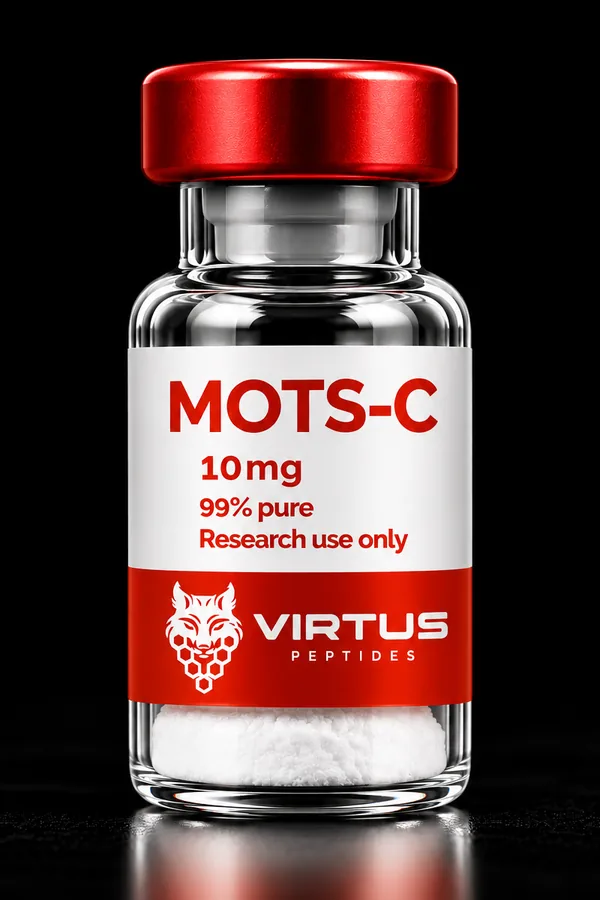 MOTS-C
10mg
99% pure
Research use only
VIRTUS
PEPTIDES